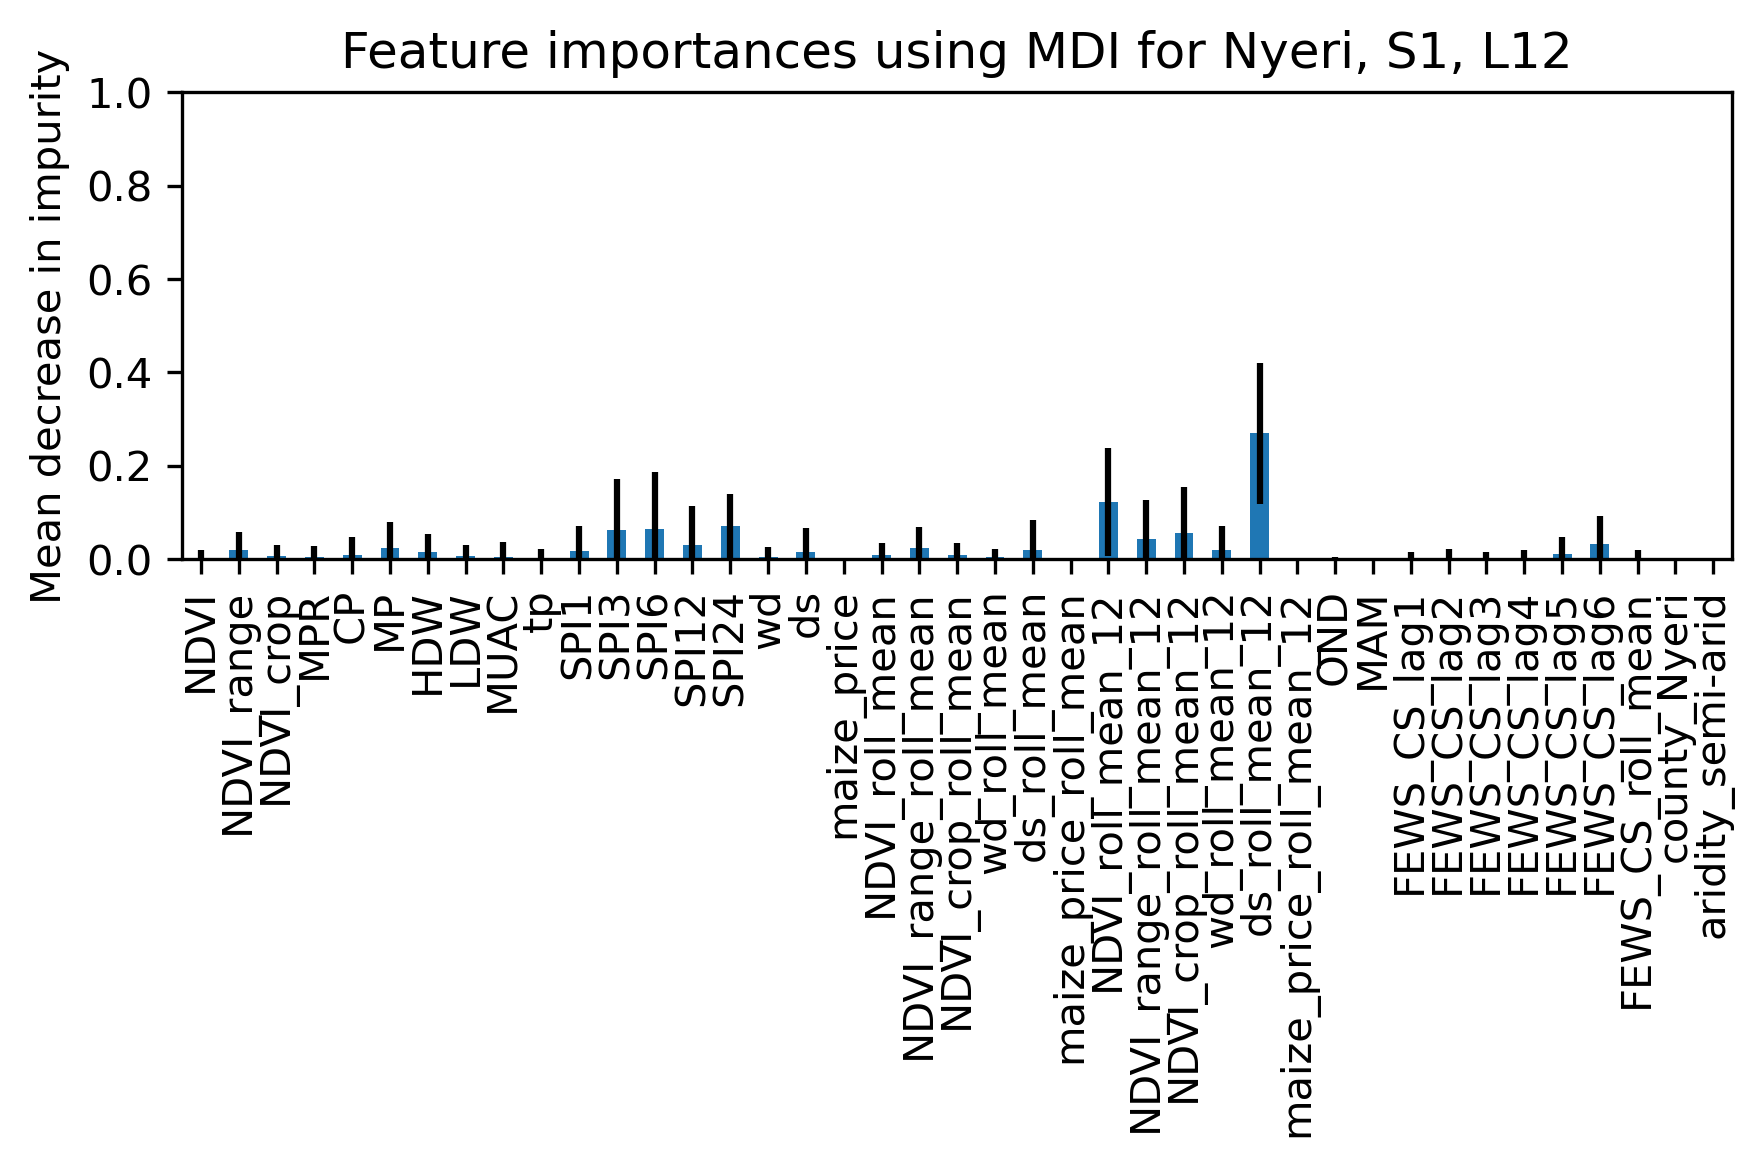 Feature importances using MDI for Nyeri, S1, L12
Mean decrease in impurity
1.0
0.8
0.6
0.4
0.2
0.0
NDVI
NDVI_range
NDVI_crop
MPR
CP
MP
HDW
LDW
MUAC
tp
SPI1
SPI3
SPI6
SPI12
SPI24
wd
ds
maize_price
NDVI_roll_mean
NDVI_range_roll_mean
NDVI_crop_roll_mean
wd_roll_mean
ds_roll_mean
maize_price_roll_mean
NDVI_roll_mean_12
NDVI_range_roll_mean_12
NDVI_crop_roll_mean_12
wd_roll_mean_12
ds_roll_mean_12
maize_price_roll_mean_12
OND
MAM
FEWS_CS_lag1
FEWS_CS_lag2
FEWS_CS_lag3
FEWS_CS_lag4
FEWS_CS_lag5
FEWS_CS_lag6
FEWS_CS_roll_mean
county_Nyeri
aridity_semi-arid